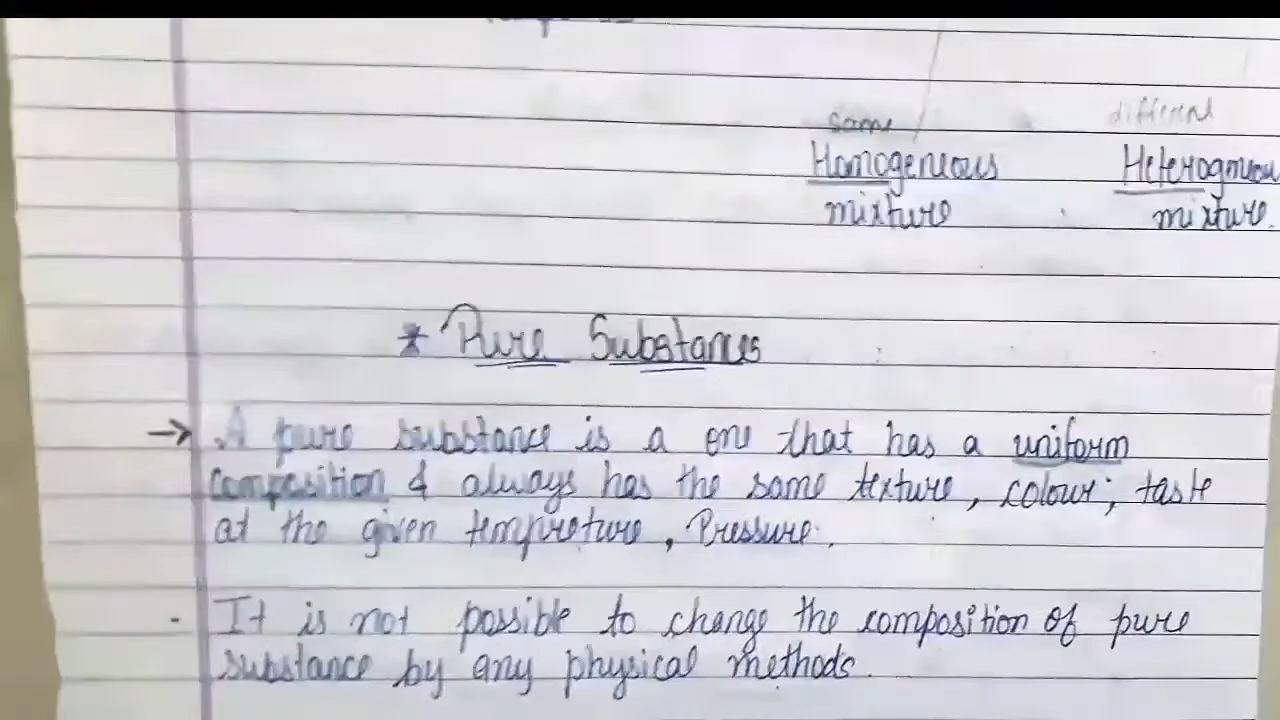 same different
Homogeneous Heterogneou
mixture mixture.
* Pure Substances
→ A pure substance is a one that has a uniform
composition & always has the same texture, colour, taste
at the given tempreture, Pressure.
- It is not possible to change the composition of pure
substance by any physical methods.